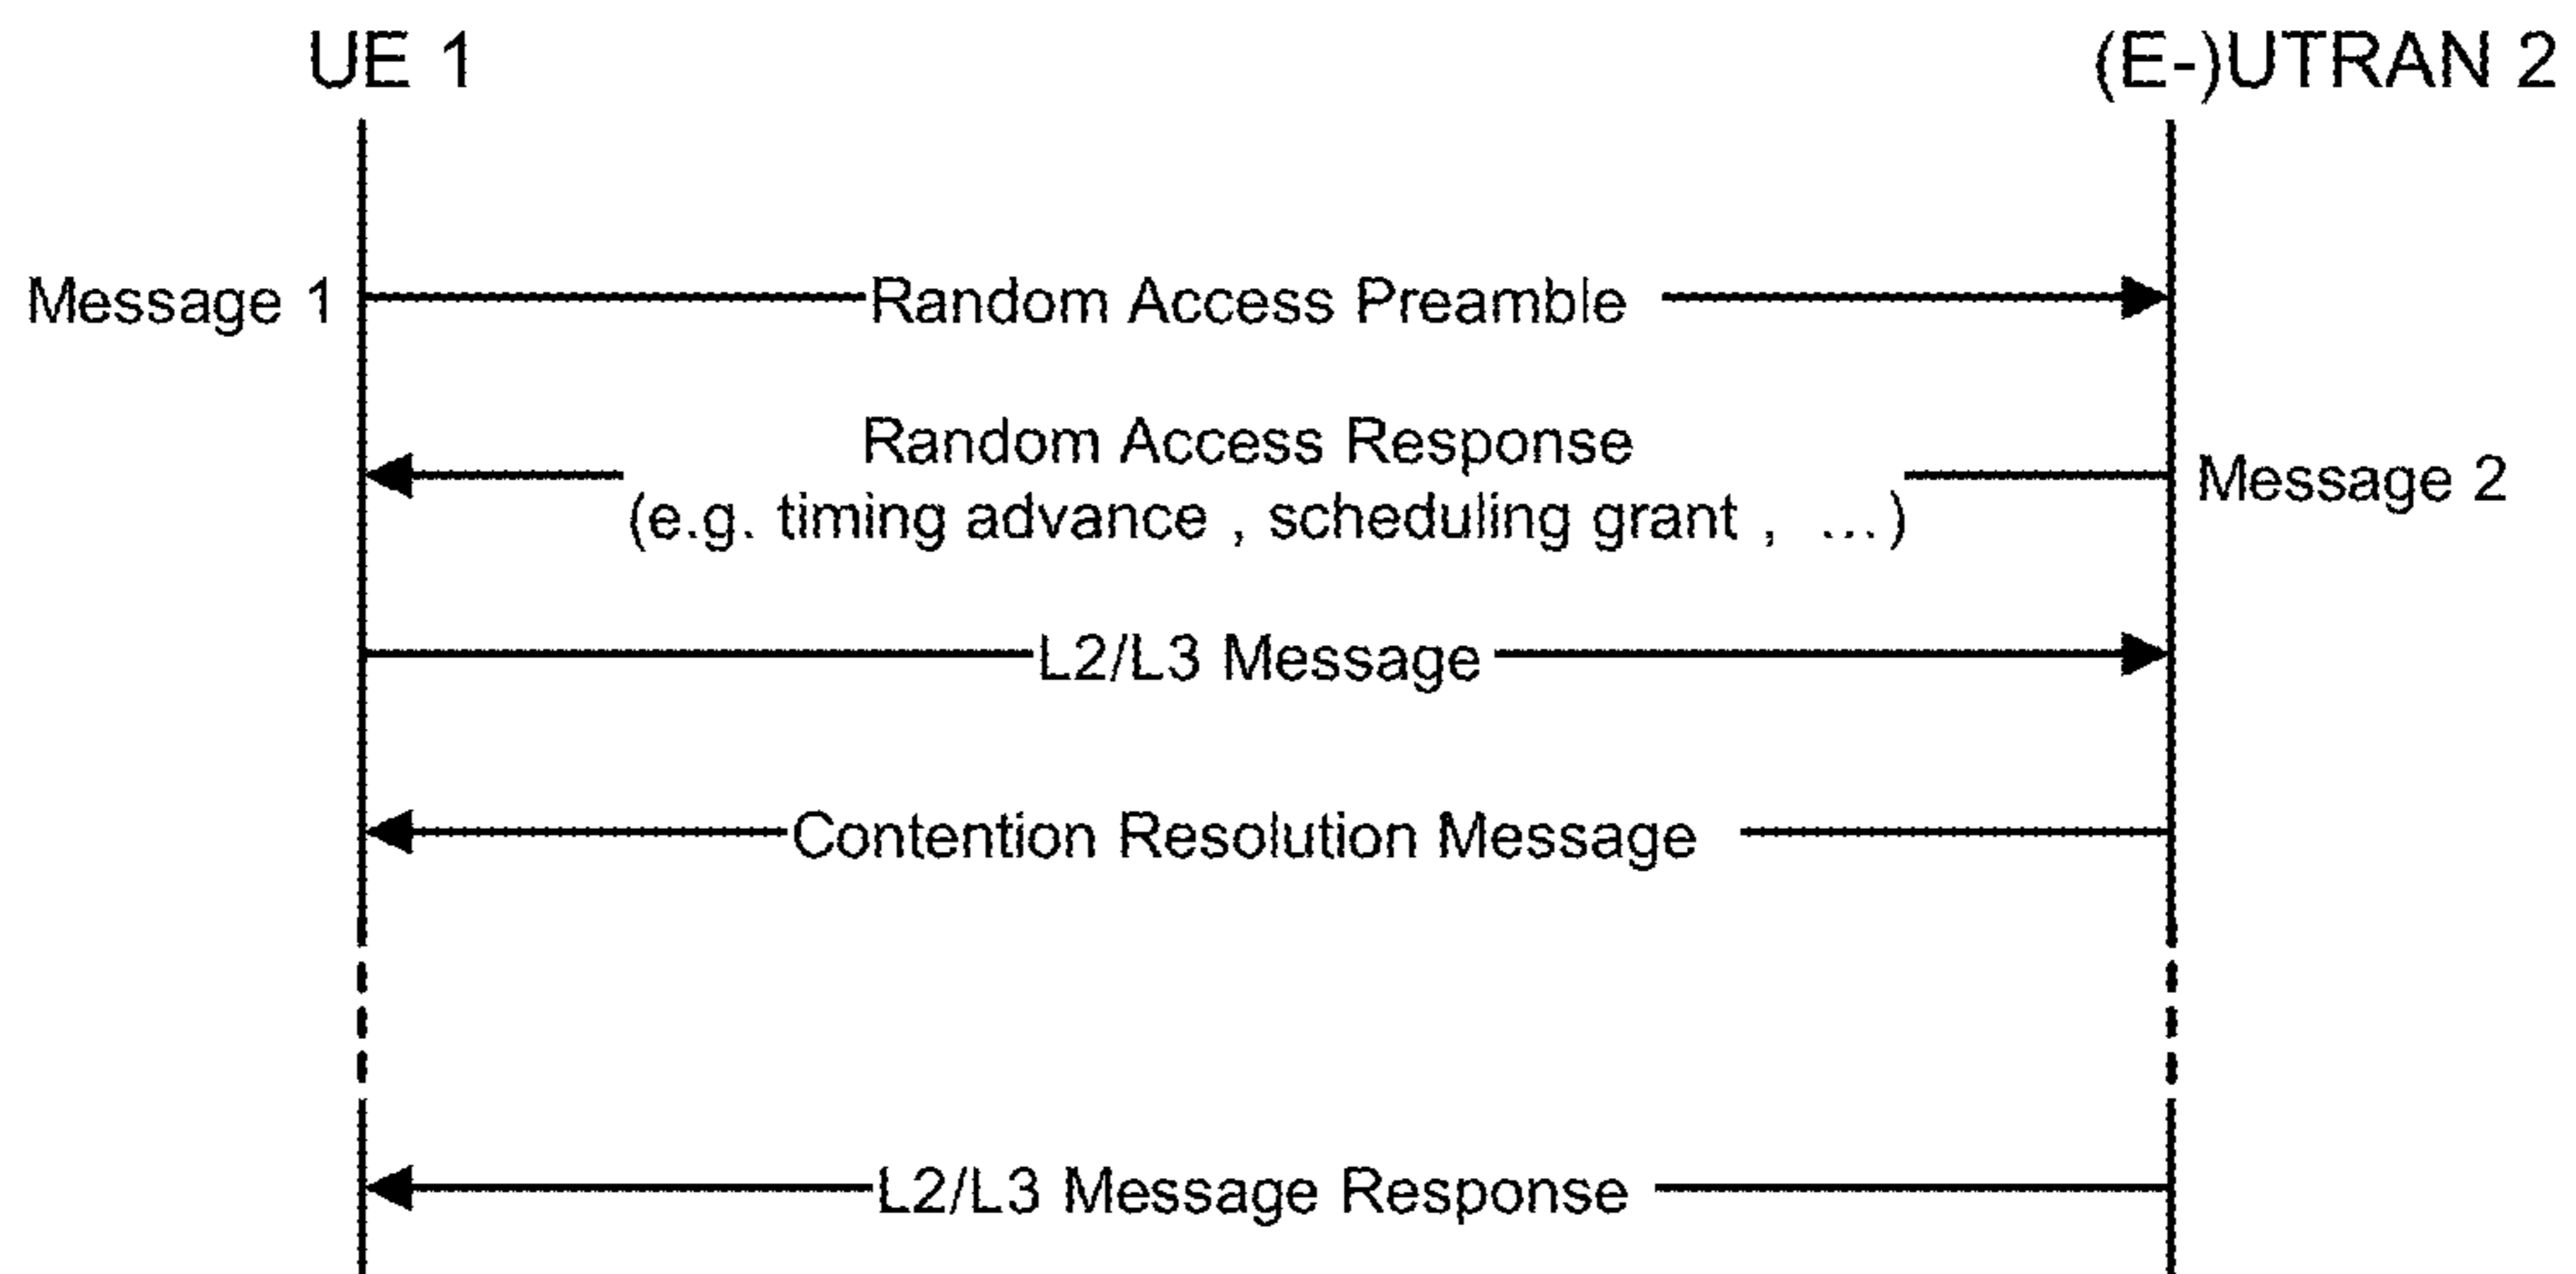 UE 1
(E-)UTRAN 2
Message 1
Random Access Preamble
Random Access Response
(e.g. timing advance , scheduling grant , ...)
Message 2
L2/L3 Message
Contention Resolution Message
L2/L3 Message Response